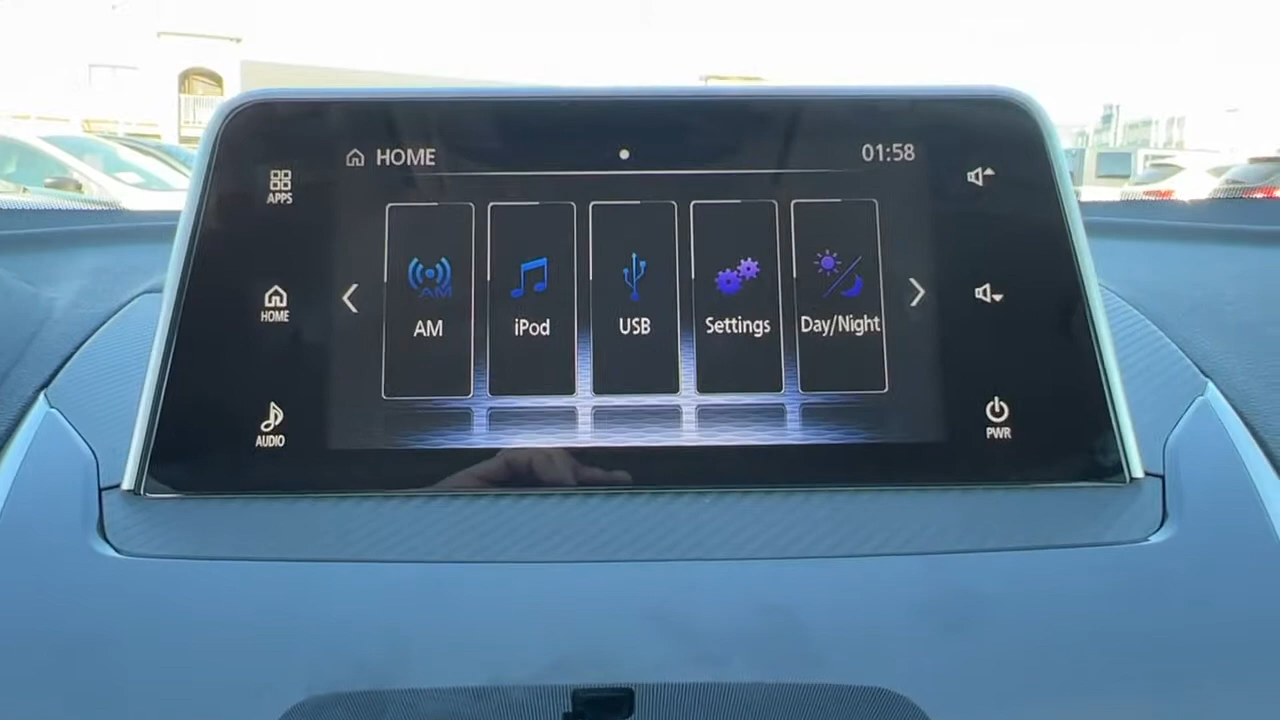 HOME
01:58
APPS
HOME
AUDIO
AM
AM
iPod
USB
Settings
Day/Night
PWR